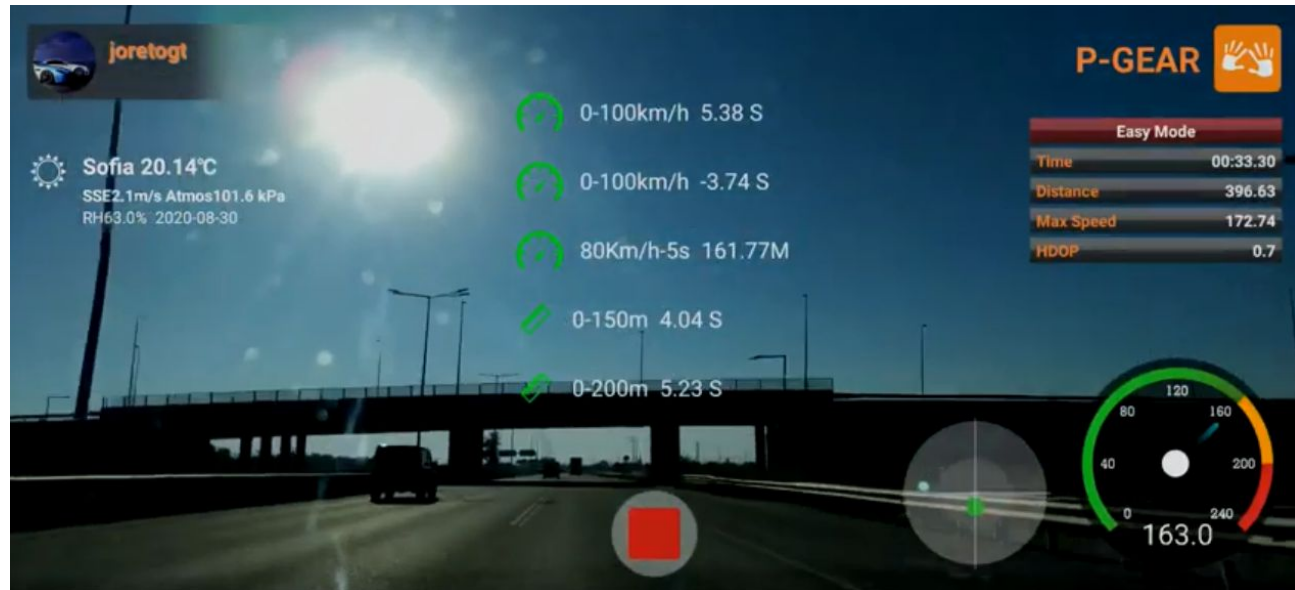 joretogt
P-GEAR
0-100km/h 5.38 S
Easy Mode
Sofia 20.14℃
Time 00:33.30
SSE2.1m/s Atmos101.6 kPa
0-100km/h -3.74 S
Distance 396.63
RH63.0% 2020-08-30
Max Speed 172.74
80Km/h-5s 161.77M
HDOP 0.7
0-150m 4.04 S
0-200m 5.23 S
120
80 160
40 200
0 240
163.0